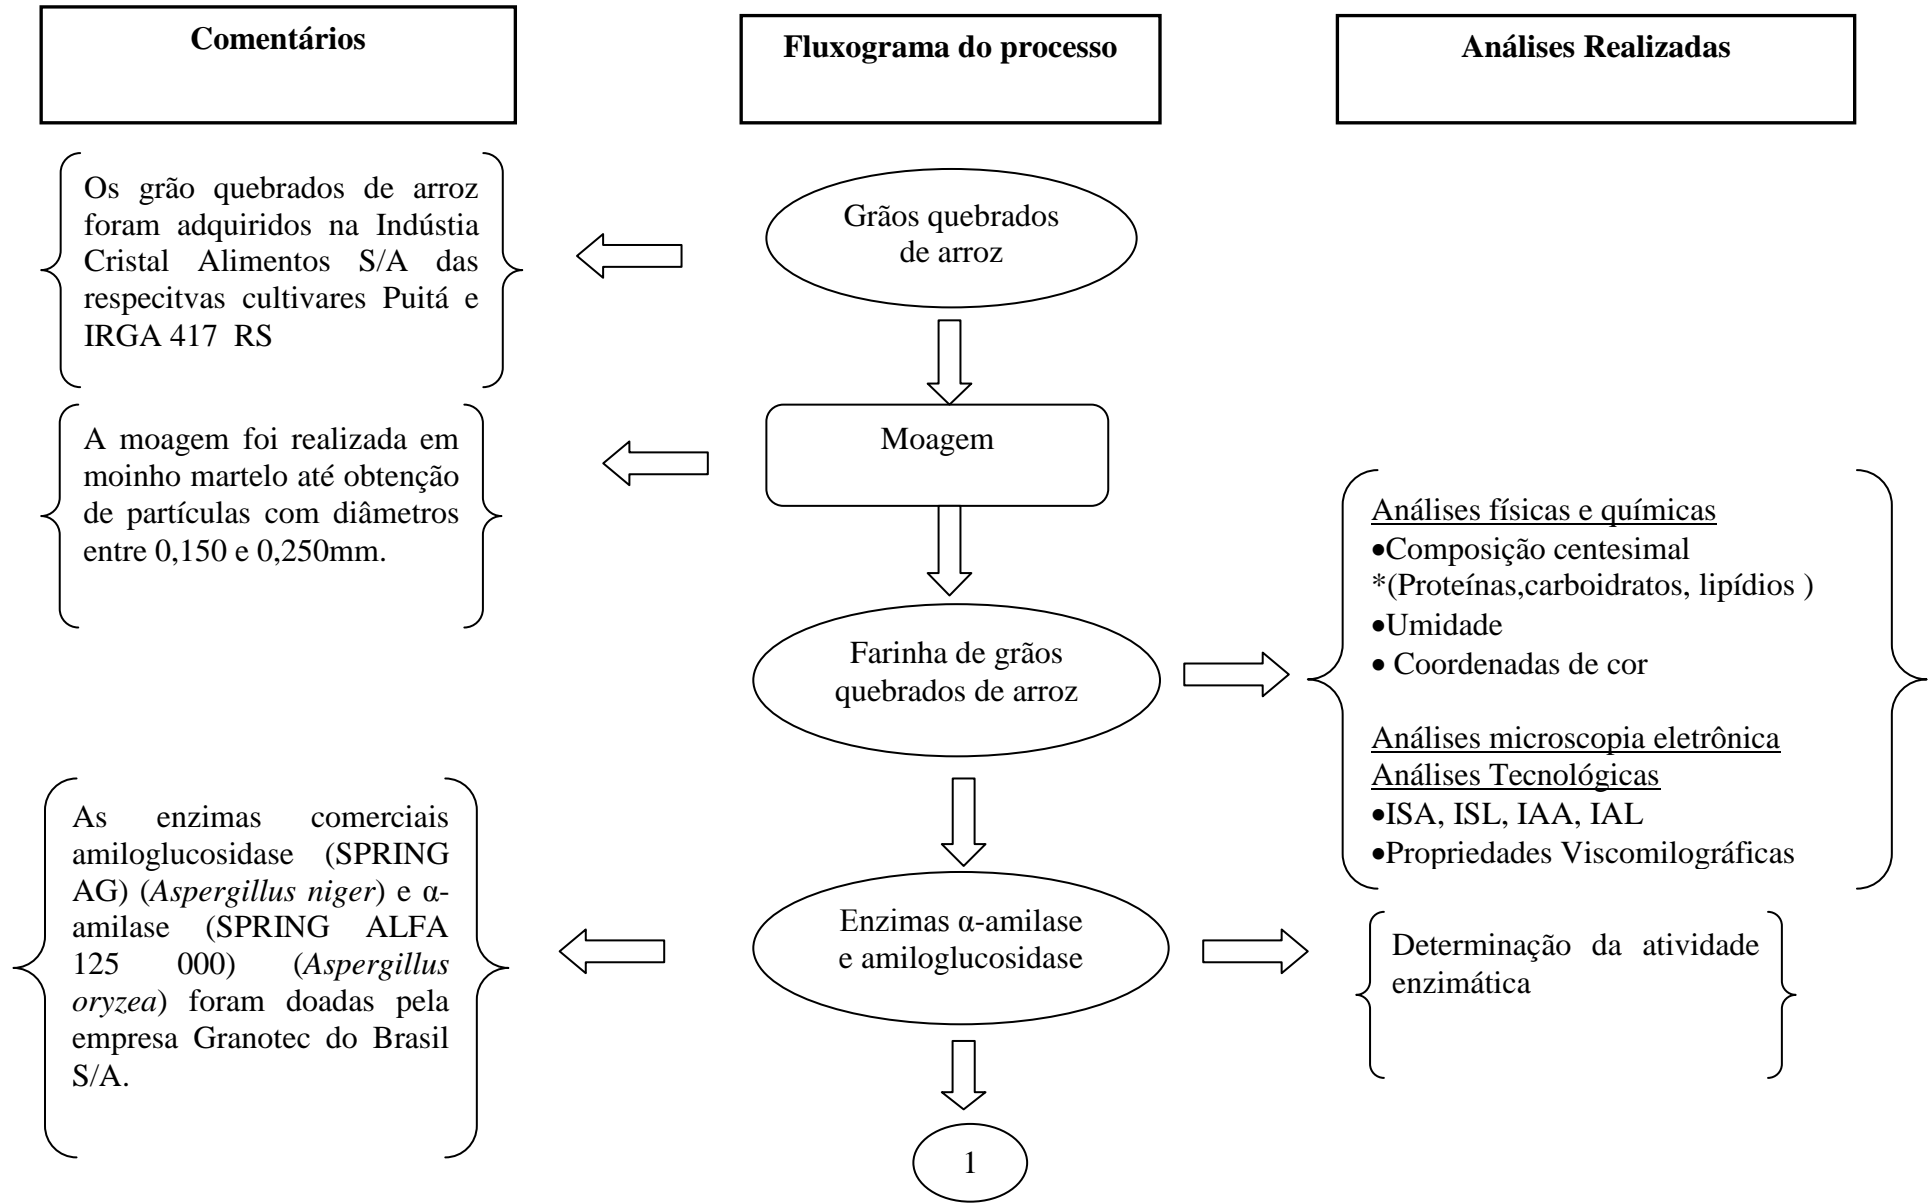 Comentários
Fluxograma do processo
Análises Realizadas
Os grão quebrados de arroz
foram adquiridos na Indústia
Cristal Alimentos S/A das
respecitvas cultivares Puitá e
IRGA 417 RS
Grãos quebrados
de arroz
A moagem foi realizada em
moinho martelo até obtenção
de partículas com diâmetros
entre 0,150 e 0,250mm.
Moagem
Farinha de grãos
quebrados de arroz
Análises físicas e químicas
•Composição centesimal
*(Proteínas,carboidratos, lipídios )
•Umidade
• Coordenadas de cor
Análises microscopia eletrônica
Análises Tecnológicas
•ISA, ISL, IAA, IAL
•Propriedades Viscomilográficas
As enzimas comerciais
amiloglucosidase (SPRING
AG) (Aspergillus niger) e α-
amilase (SPRING ALFA
125 000) (Aspergillus
oryzea) foram doadas pela
empresa Granotec do Brasil
S/A.
Enzimas α-amilase
e amiloglucosidase
Determinação da atividade
enzimática
1